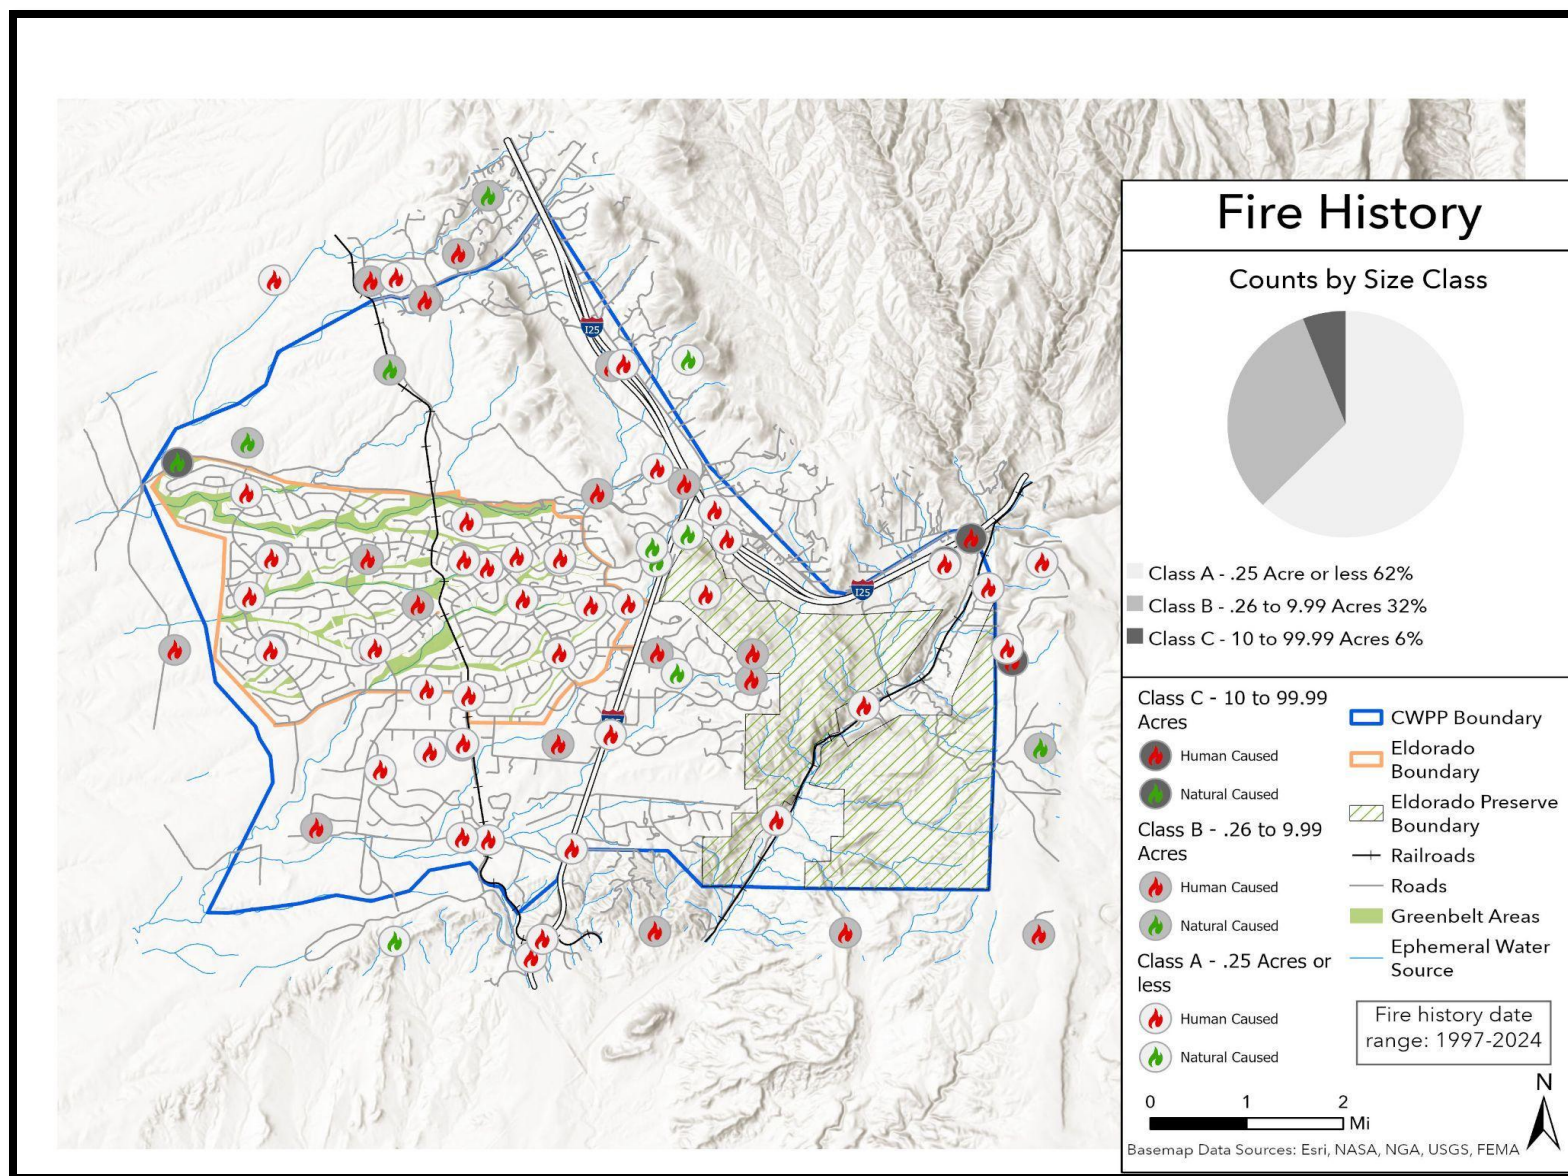 Fire History
Counts by Size Class
Class A - .25 Acre or less 62%
Class B - .26 to 9.99 Acres 32%
Class C - 10 to 99.99 Acres 6%
Class C - 10 to 99.99
Acres
Human Caused
Natural Caused
Class B - .26 to 9.99
Acres
Human Caused
Natural Caused
Class A - .25 Acres or
less
Human Caused
Natural Caused
CWPP Boundary
Eldorado
Boundary
Eldorado Preserve
Boundary
Railroads
Roads
Greenbelt Areas
Ephemeral Water
Source
Fire history date
range: 1997-2024
N
0 1 2
Mi
Basemap Data Sources: Esri, NASA, NGA, USGS, FEMA
I25
I25